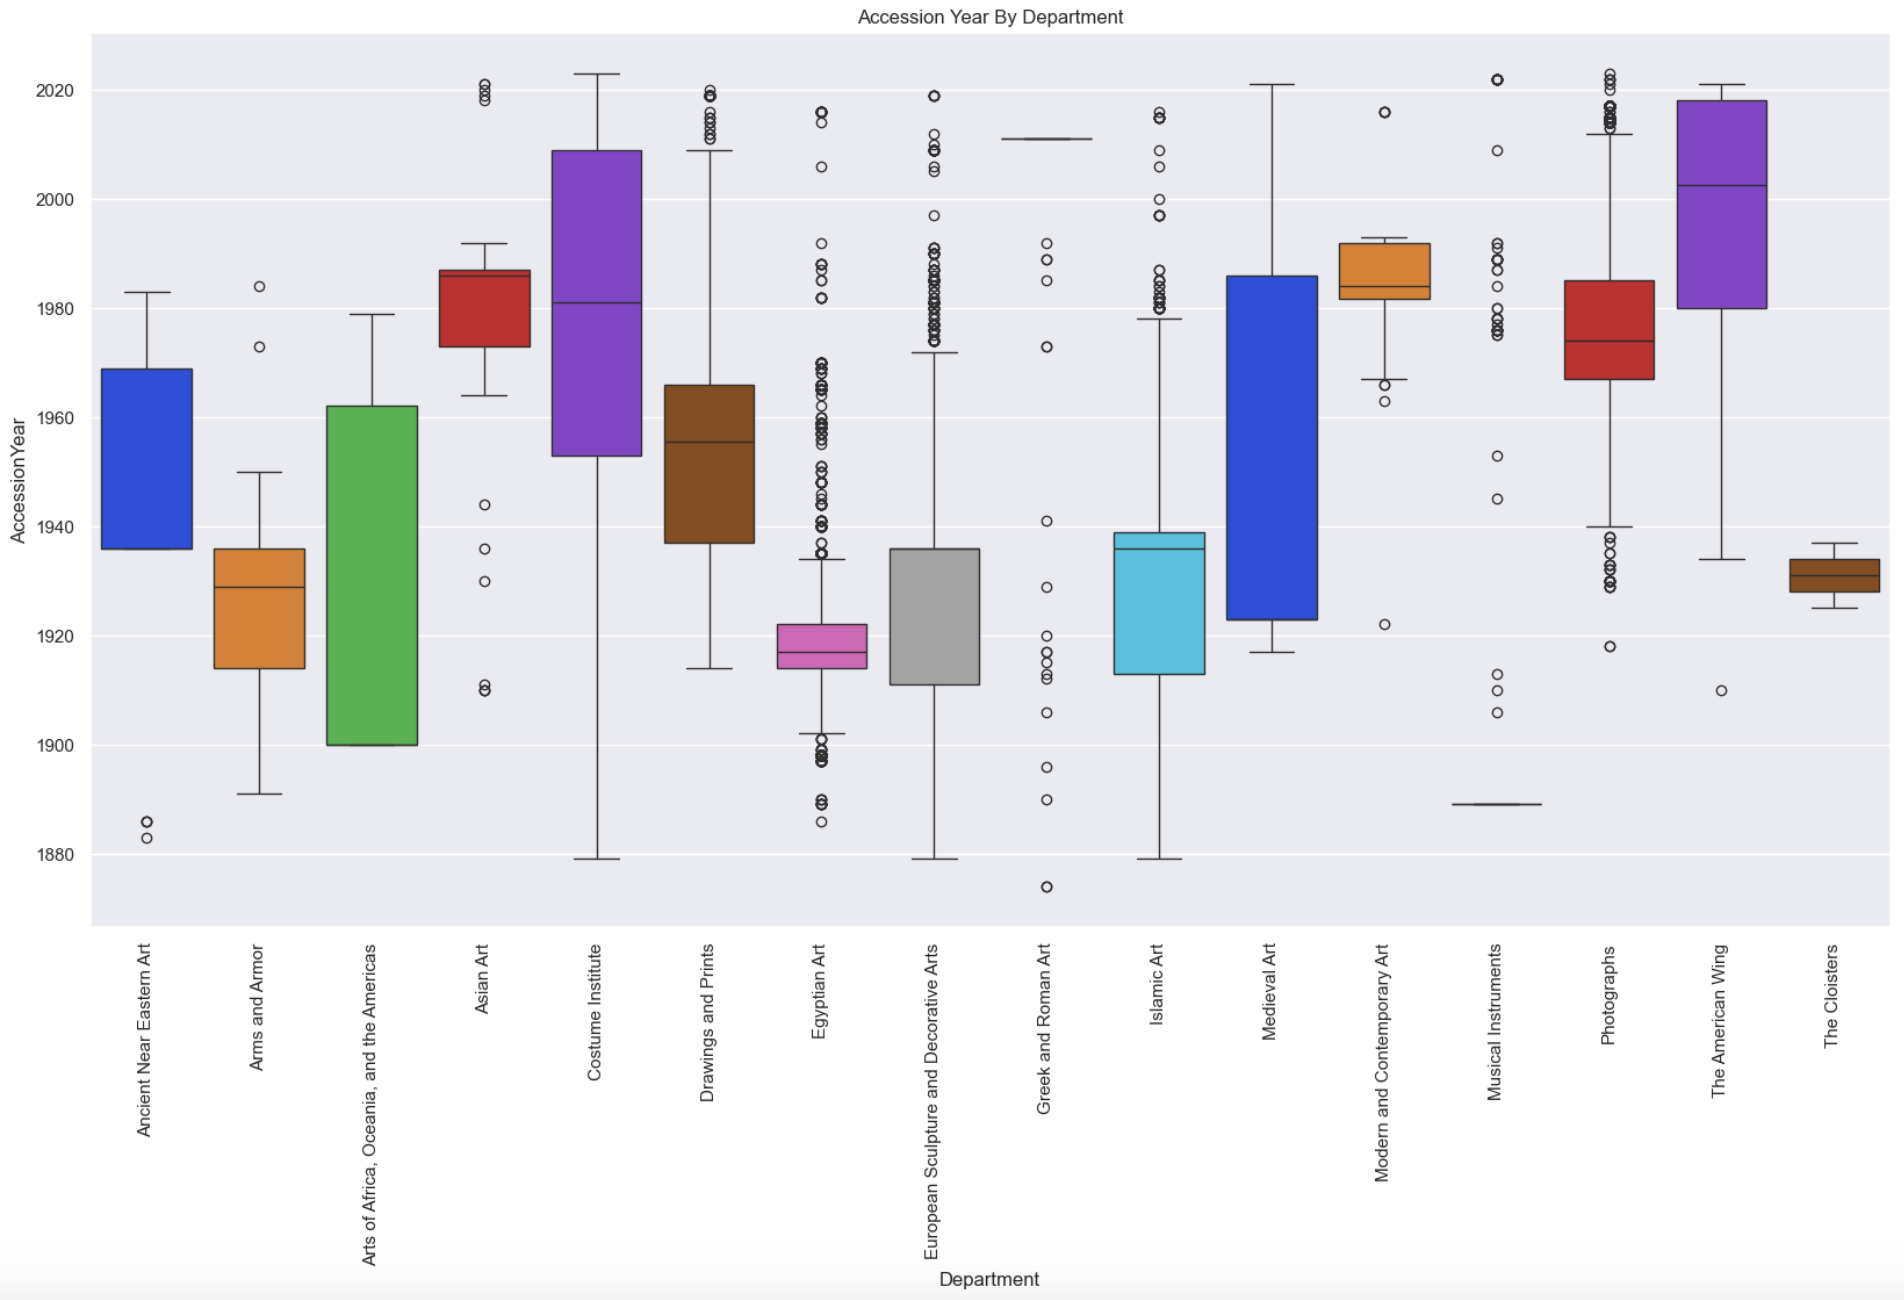 Accession Year By Department
AccessionYear
2020
2000
1980
1960
1940
1920
1900
1880
Ancient Near Eastern Art
Arms and Armor
Arts of Africa, Oceania, and the Americas
Asian Art
Costume Institute
Drawings and Prints
Egyptian Art
European Sculpture and Decorative Arts
Greek and Roman Art
Islamic Art
Medieval Art
Modern and Contemporary Art
Musical Instruments
Photographs
The American Wing
The Cloisters
Department